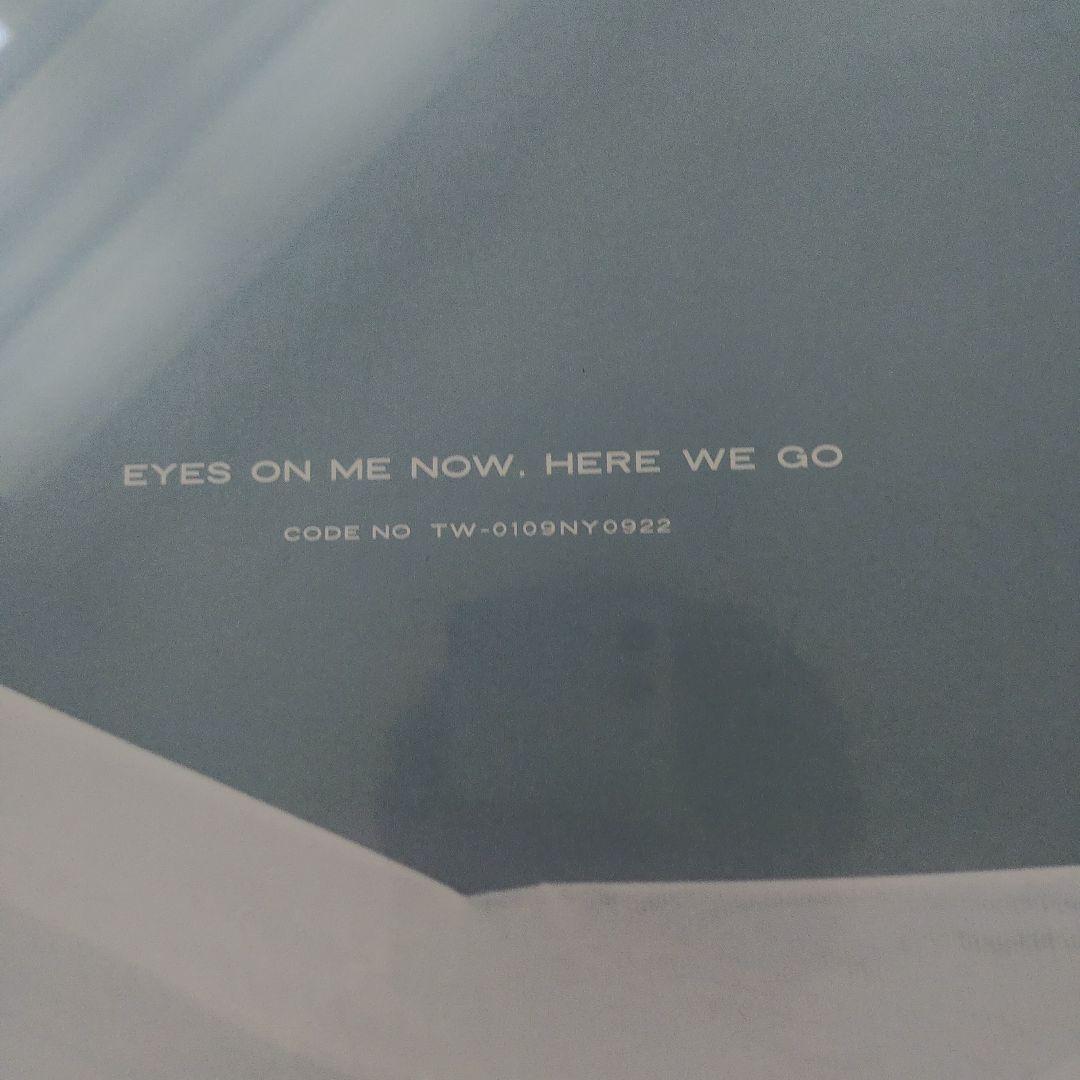 EYES ON ME NOW. HERE WE GO
CODE NO TW-0109NY0922